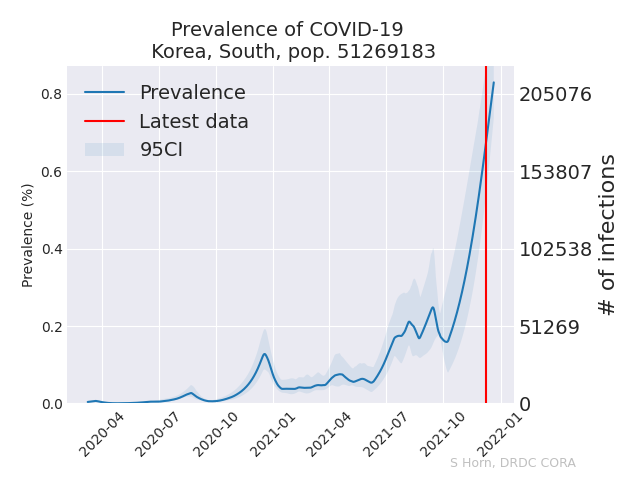 Prevalence of COVID-19
Korea, South, pop. 51269183
Prevalence
Latest data
95CI
Prevalence (%)
0.8
0.6
0.4
0.2
0.0
205076
153807
102538
51269
0
# of infections
2020-04
2020-07
2020-10
2021-01
2021-04
2021-07
2021-10
2022-01
S Horn, DRDC CORA